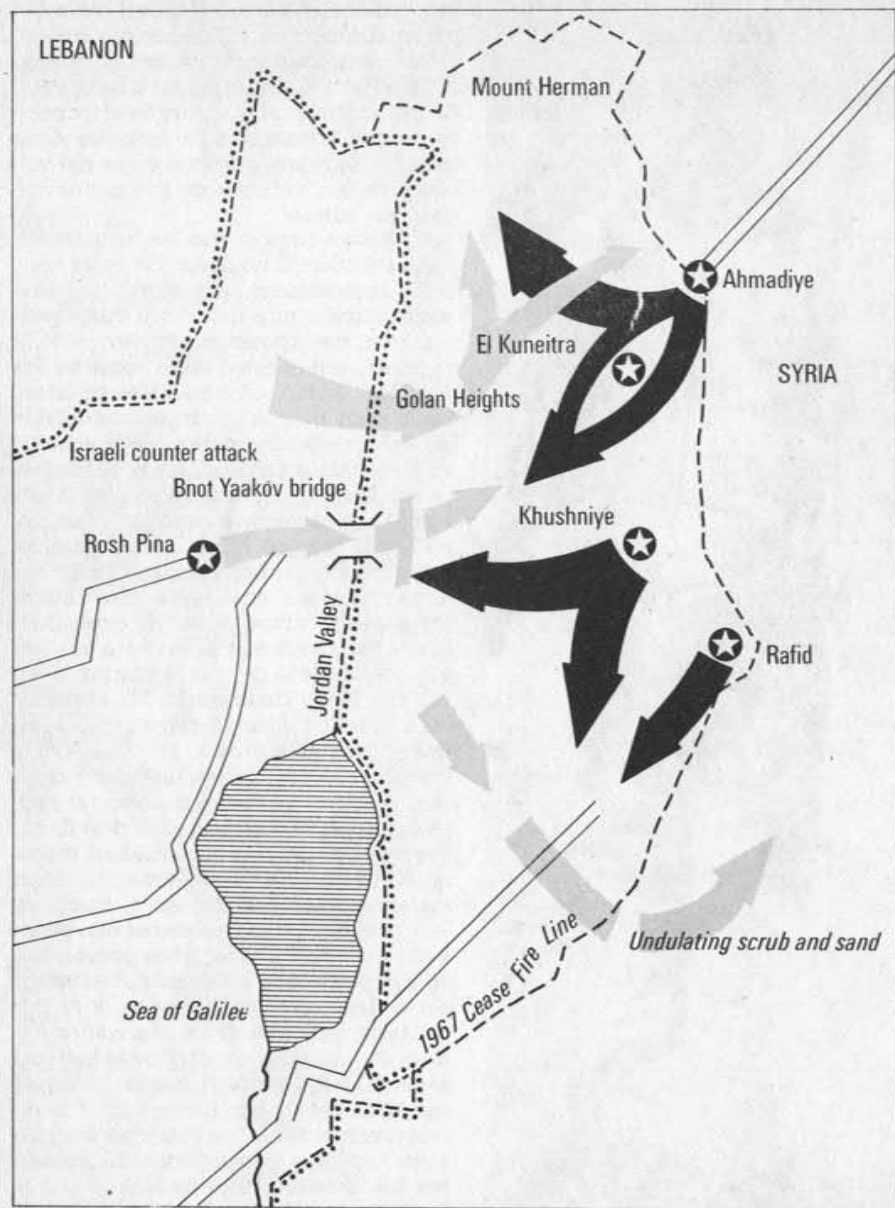 LEBANON
Mount Herman
Ahmadiye
El Kuneitra
SYRIA
Golan Heights
Israeli counter attack
Bnot Yaakov bridge
Khushniye
Rosh Pina
Jordan Valley
Rafid
Undulating scrub and sand
1967 Cease Fire Line
Sea of Galilee